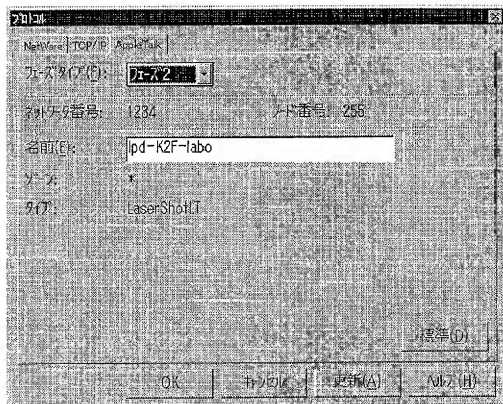 プロトコル
NetWare TCP/IP AppleTalk
フェーズタイプ(E): フェーズ2
ネットワーク番号: 1234 ノード番号: 255
名前(E): lpd-K2F-labo
ゾーン: *
タイプ: LaserShotLT
標準(D)
OK キャンセル 更新(A) ヘルプ(H)